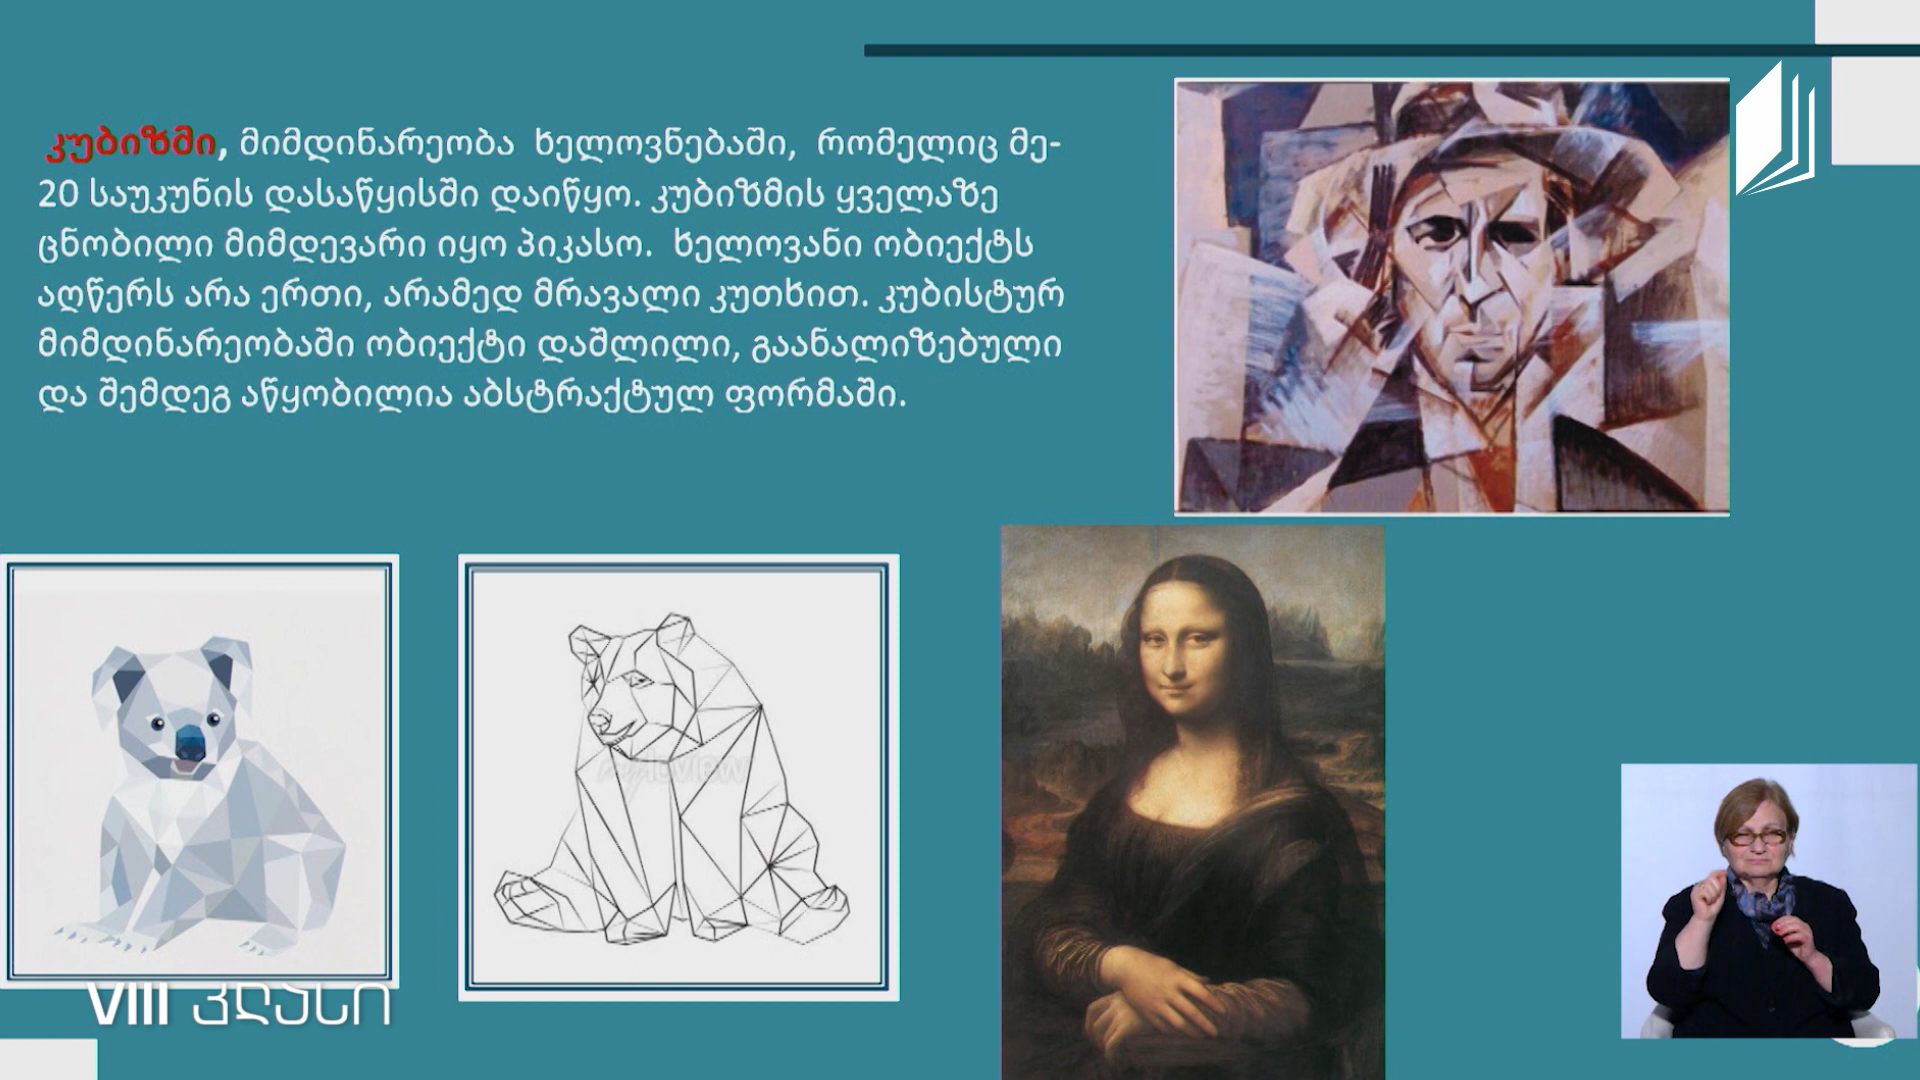 კუბიზმი, მიმდინარეობა ხელოვნებაში, რომელიც მე-
20 საუკუნის დასაწყისში დაიწყო. კუბიზმის ყველაზე
ცნობილი მიმდევარი იყო პიკასო. ხელოვანი ობიექტს
აღწერს არა ერთი, არამედ მრავალი კუთხით. კუბისტურ
მიმდინარეობაში ობიექტი დაშლილი, გაანალიზებული
და შემდეგ აწყობილია აბსტრაქტულ ფორმაში.
VIII კლასი